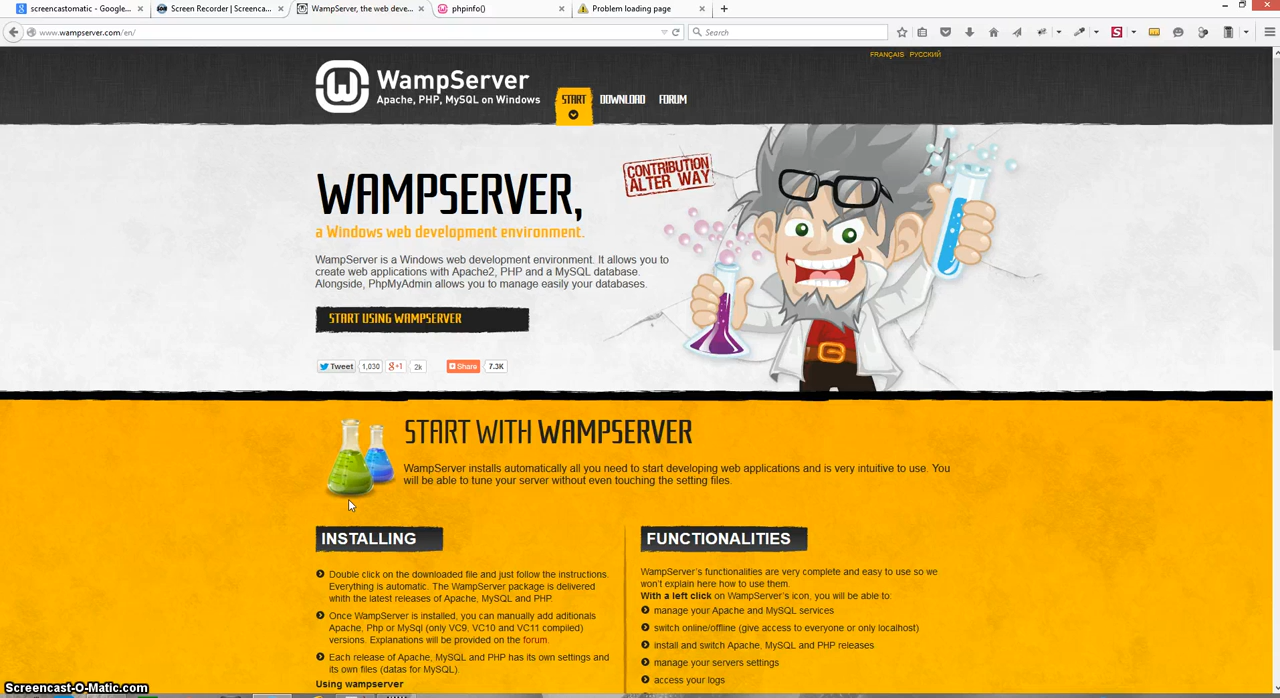 screencastomatic - Google...
Screen Recorder | Screenca...
WampServer, the web deve...
phpinfo()
Problem loading page
www.wampserver.com/en/
Search
FRANÇAIS РУССКИЙ
WampServer
Apache, PHP, MySQL on Windows
START DOWNLOAD FORUM
CONTRIBUTION
ALTER WAY
WAMPSERVER,
a Windows web development environment.
WampServer is a Windows web development environment. It allows you to
create web applications with Apache2, PHP and a MySQL database.
Alongside, PhpMyAdmin allows you to manage easily your databases.
START USING WAMPSERVER
Tweet 1,030 g+1 2k Share 7.3K
START WITH WAMPSERVER
WampServer installs automatically all you need to start developing web applications and is very intuitive to use. You
will be able to tune your server without even touching the setting files.
INSTALLING
Double click on the downloaded file and just follow the instructions.
Everything is automatic. The WampServer package is delivered
whith the latest releases of Apache, MySQL and PHP.
Once WampServer is installed, you can manually add aditionals
Apache, Php or MySql (only VC9, VC10 and VC11 compiled)
versions. Explanations will be provided on the forum.
Each release of Apache, MySQL and PHP has its own settings and
its own files (datas for MySQL).
Using wampserver
FUNCTIONALITIES
WampServer's functionalities are very complete and easy to use so we
won't explain here how to use them.
With a left click on WampServer's icon, you will be able to:
manage your Apache and MySQL services
switch online/offline (give access to everyone or only localhost)
install and switch Apache, MySQL and PHP releases
manage your servers settings
access your logs
Screencast-O-Matic.com